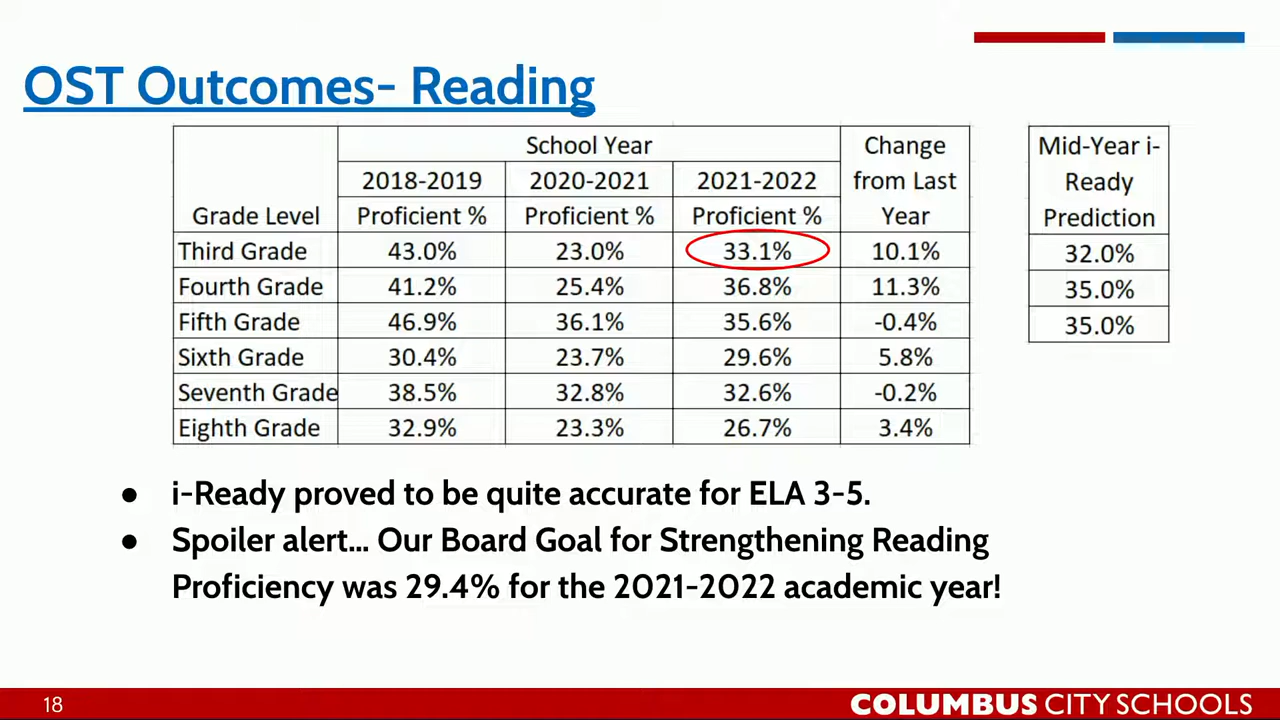 OST Outcomes- Reading
School Year
Change from Last Year
Mid-Year i-Ready Prediction
2018-2019 2020-2021 2021-2022
Grade Level Proficient % Proficient % Proficient %
Third Grade 43.0% 23.0% 33.1% 10.1% 32.0%
Fourth Grade 41.2% 25.4% 36.8% 11.3% 35.0%
Fifth Grade 46.9% 36.1% 35.6% -0.4% 35.0%
Sixth Grade 30.4% 23.7% 29.6% 5.8%
Seventh Grade 38.5% 32.8% 32.6% -0.2%
Eighth Grade 32.9% 23.3% 26.7% 3.4%
● i-Ready proved to be quite accurate for ELA 3-5.
● Spoiler alert... Our Board Goal for Strengthening Reading
Proficiency was 29.4% for the 2021-2022 academic year!
18
COLUMBUS CITY SCHOOLS